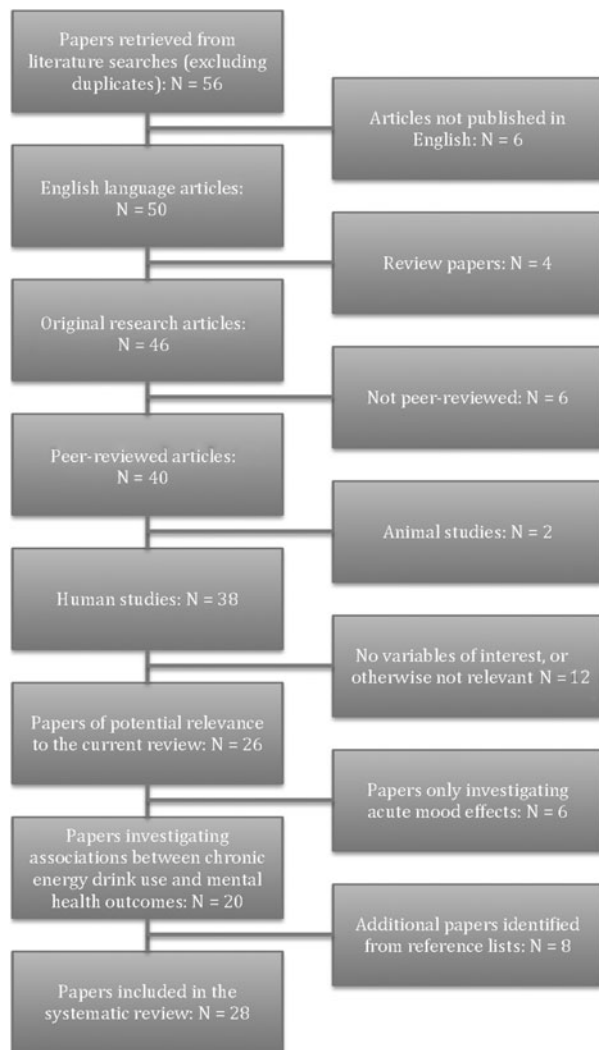 Papers retrieved from
literature searches (excluding
duplicates): N = 56
Articles not published in
English: N = 6
English language articles:
N = 50
Review papers: N = 4
Original research articles:
N = 46
Not peer-reviewed: N = 6
Peer-reviewed articles:
N = 40
Animal studies: N = 2
Human studies: N = 38
No variables of interest, or
otherwise not relevant N = 12
Papers of potential relevance
to the current review: N = 26
Papers only investigating
acute mood effects: N = 6
Papers investigating
associations between chronic
energy drink use and mental
health outcomes: N = 20
Additional papers identified
from reference lists: N = 8
Papers included in the
systematic review: N = 28